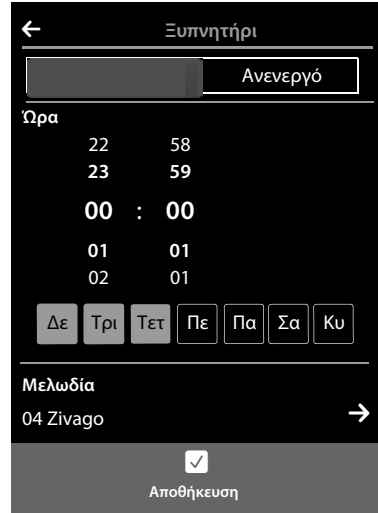 Ξυπνητήρι
Ανενεργό
Ώρα
22 58
23 59
00 : 00
01 01
02 01
Δε Τρι Τετ Πε Πα Σα Κυ
Μελωδία
04 Zivago
Αποθήκευση